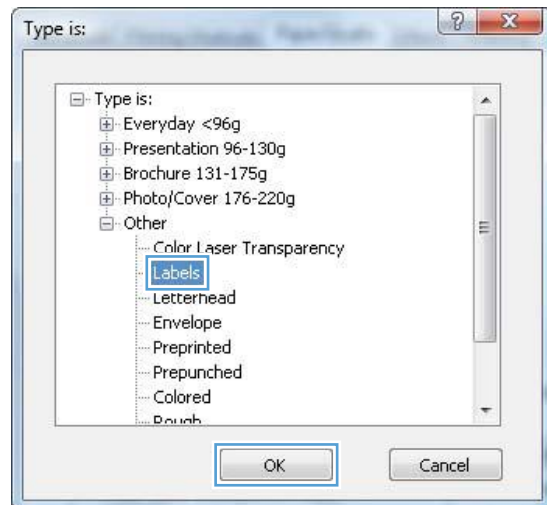 Type is:
Type is:
Everyday <96g
Presentation 96-130g
Brochure 131-175g
Photo/Cover 176-220g
Other
Color Laser Transparency
Labels
Letterhead
Envelope
Preprinted
Prepunched
Colored
Rough
OK
Cancel